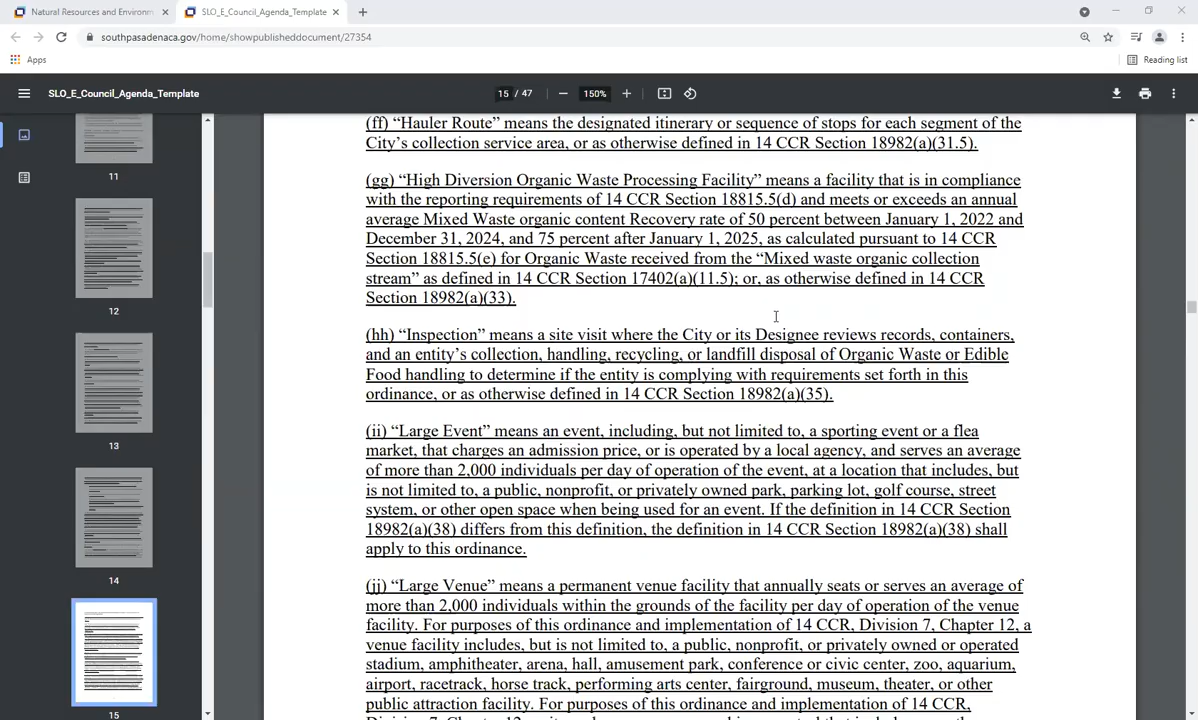 Natural Resources and Environm
SLO_E_Council_Agenda_Template
southpasadenaca.gov/home/showpublisheddocument/27354
Apps
Reading list
SLO_E_Council_Agenda_Template
15 / 47
150%
11
12
13
14
15
(ff) “Hauler Route” means the designated itinerary or sequence of stops for each segment of the
City’s collection service area, or as otherwise defined in 14 CCR Section 18982(a)(31.5).
(gg) “High Diversion Organic Waste Processing Facility” means a facility that is in compliance
with the reporting requirements of 14 CCR Section 18815.5(d) and meets or exceeds an annual
average Mixed Waste organic content Recovery rate of 50 percent between January 1, 2022 and
December 31, 2024, and 75 percent after January 1, 2025, as calculated pursuant to 14 CCR
Section 18815.5(e) for Organic Waste received from the “Mixed waste organic collection
stream” as defined in 14 CCR Section 17402(a)(11.5); or, as otherwise defined in 14 CCR
Section 18982(a)(33).
(hh) “Inspection” means a site visit where the City or its Designee reviews records, containers,
and an entity’s collection, handling, recycling, or landfill disposal of Organic Waste or Edible
Food handling to determine if the entity is complying with requirements set forth in this
ordinance, or as otherwise defined in 14 CCR Section 18982(a)(35).
(ii) “Large Event” means an event, including, but not limited to, a sporting event or a flea
market, that charges an admission price, or is operated by a local agency, and serves an average
of more than 2,000 individuals per day of operation of the event, at a location that includes, but
is not limited to, a public, nonprofit, or privately owned park, parking lot, golf course, street
system, or other open space when being used for an event. If the definition in 14 CCR Section
18982(a)(38) differs from this definition, the definition in 14 CCR Section 18982(a)(38) shall
apply to this ordinance.
(jj) “Large Venue” means a permanent venue facility that annually seats or serves an average of
more than 2,000 individuals within the grounds of the facility per day of operation of the venue
facility. For purposes of this ordinance and implementation of 14 CCR, Division 7, Chapter 12, a
venue facility includes, but is not limited to, a public, nonprofit, or privately owned or operated
stadium, amphitheater, arena, hall, amusement park, conference or civic center, zoo, aquarium,
airport, racetrack, horse track, performing arts center, fairground, museum, theater, or other
public attraction facility. For purposes of this ordinance and implementation of 14 CCR,